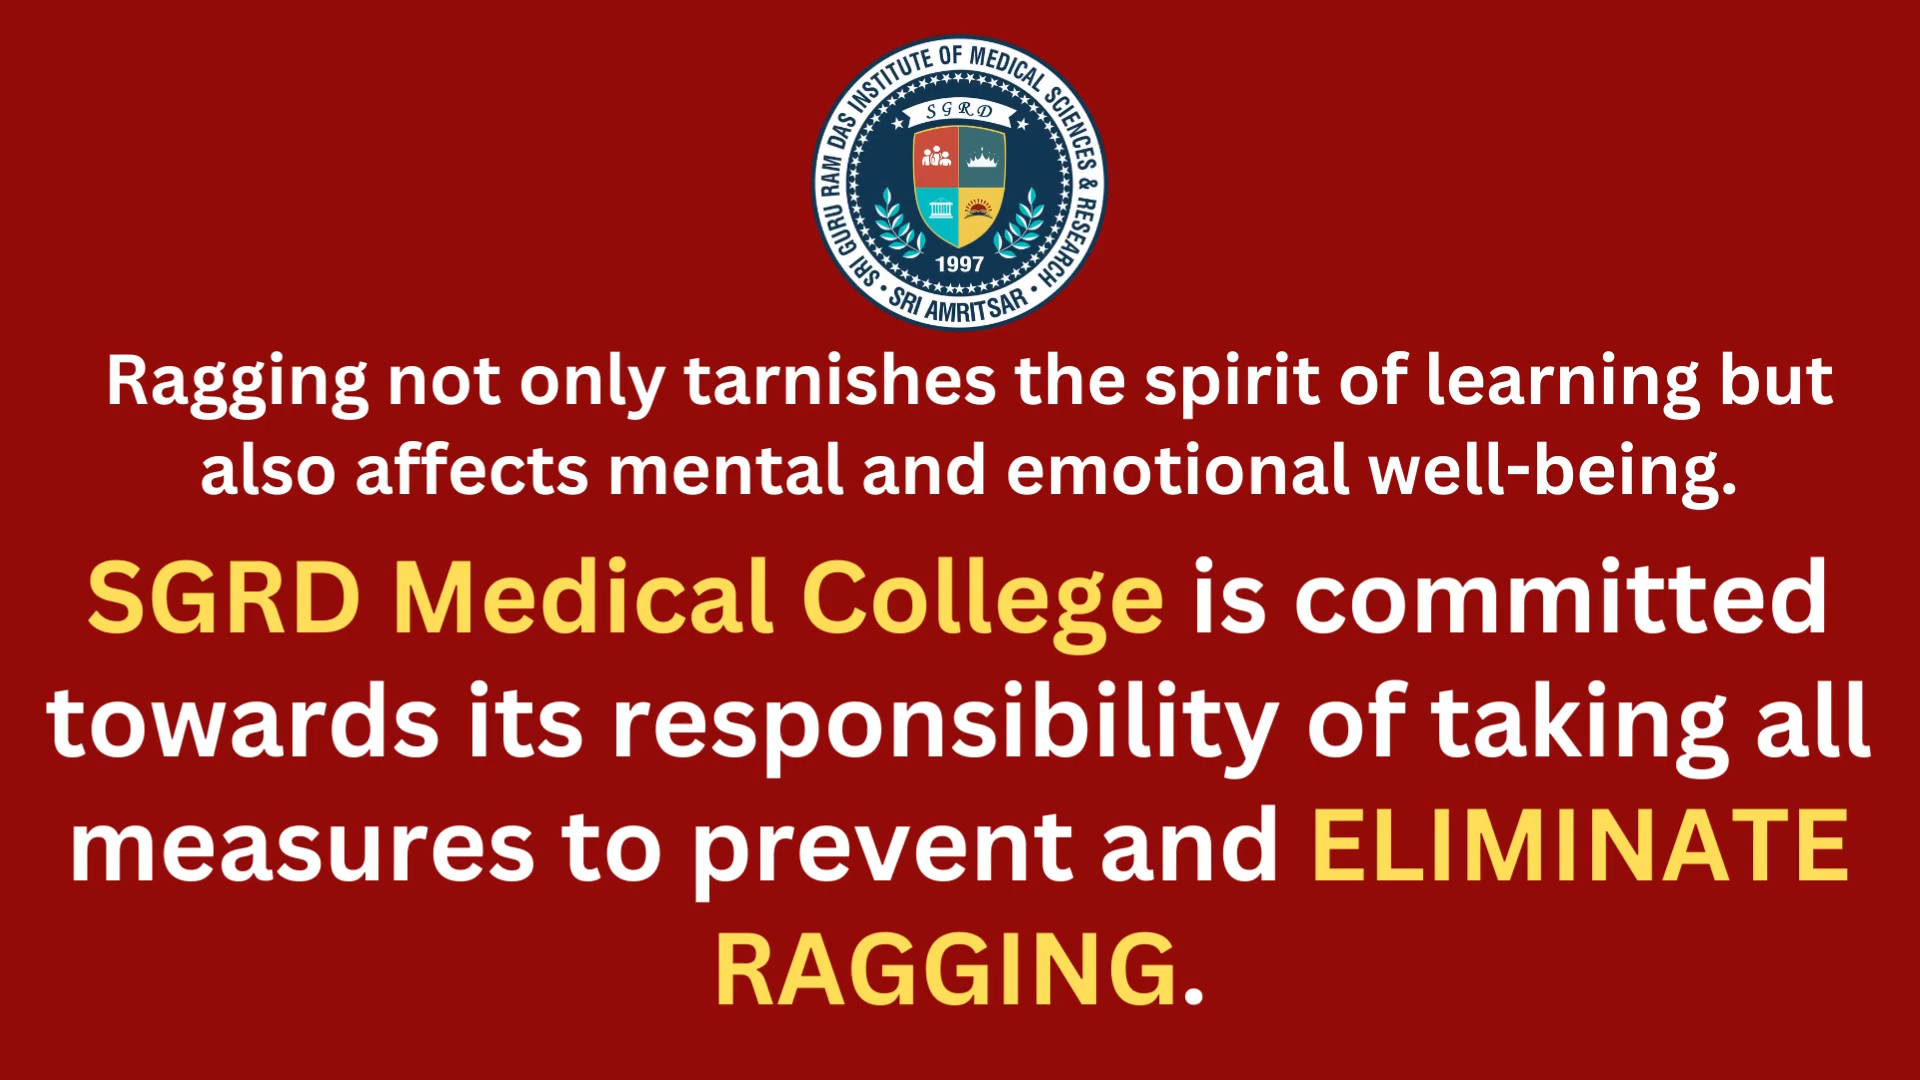 SRI GURU RAM DAS INSTITUTE OF MEDICAL SCIENCES & RESEARCH
SGRD
1997
• SRI AMRITSAR •
Ragging not only tarnishes the spirit of learning but
also affects mental and emotional well-being.
SGRD Medical College is committed
towards its responsibility of taking all
measures to prevent and ELIMINATE
RAGGING.